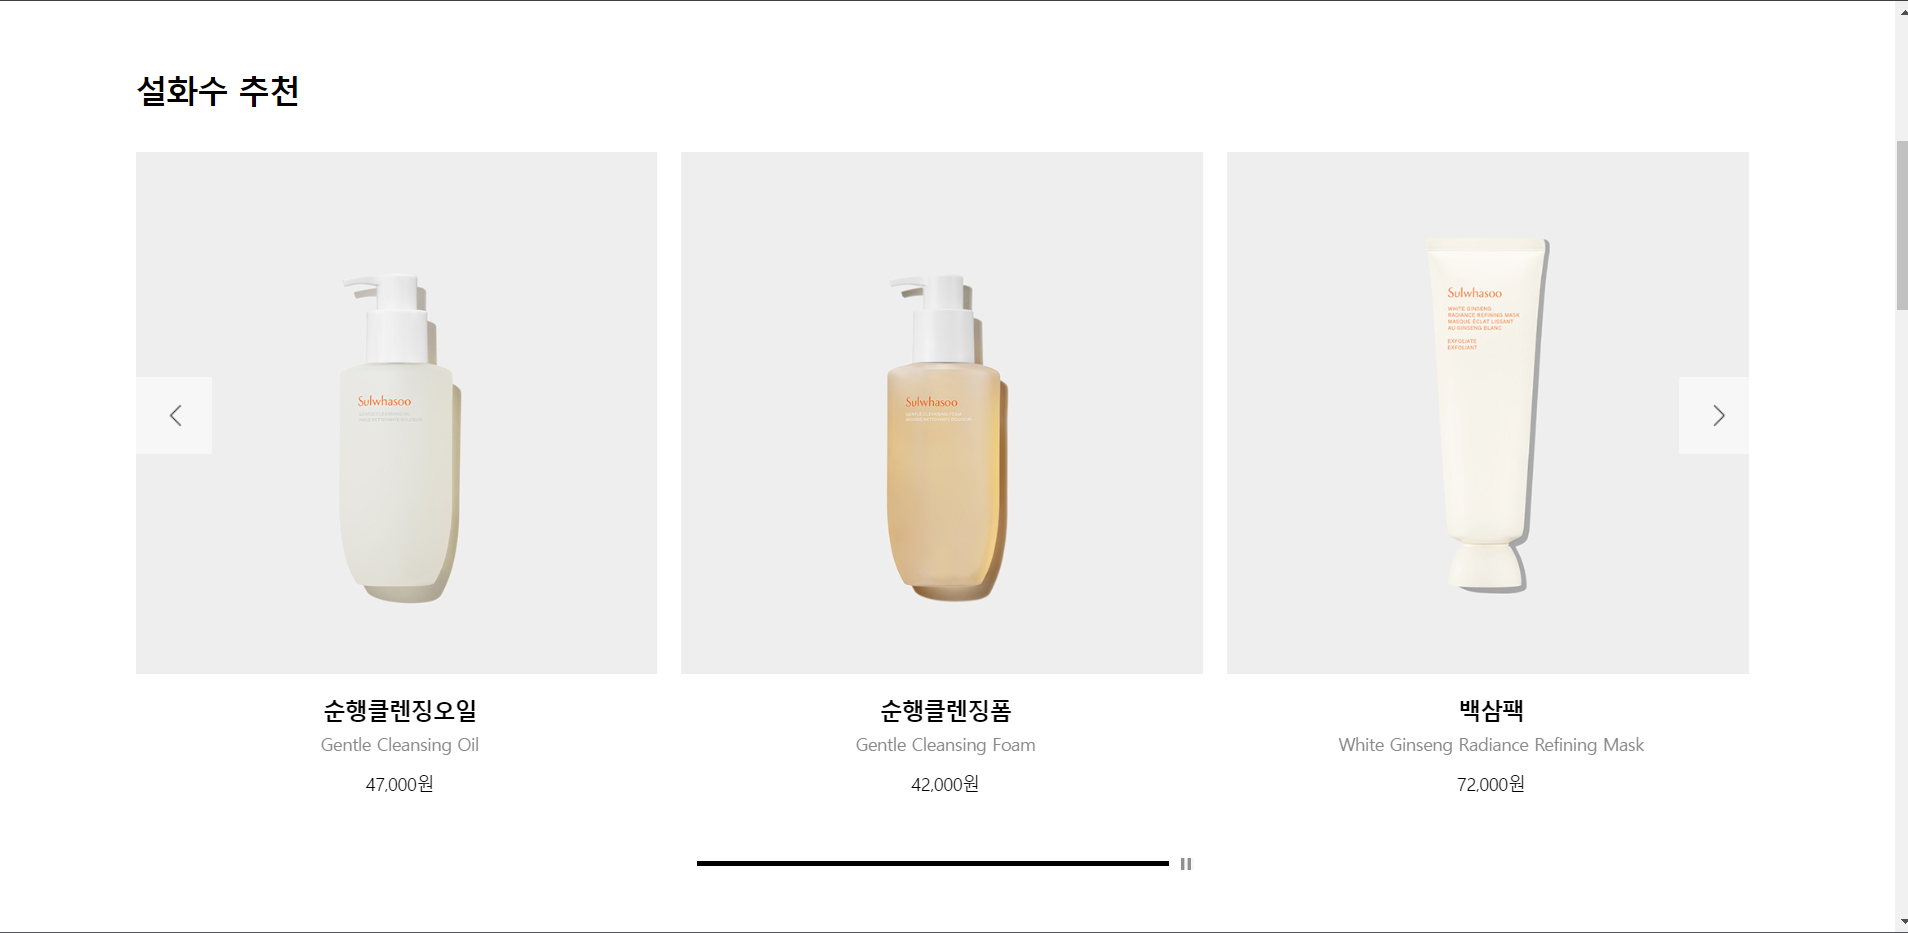 설화수 추천
Sulwhasoo
Sulwhasoo
GENTLE CLEANSING FOAM
Sulwhasoo
WHITE GINSENG
RADIANCE REFINING MASK
MASQUE ÉCLAT LISSANT
AU GINSENG BLANC
EXFOLIATE
EXFOLIANT
순행클렌징오일
Gentle Cleansing Oil
47,000원
순행클렌징폼
Gentle Cleansing Foam
42,000원
백삼팩
White Ginseng Radiance Refining Mask
72,000원